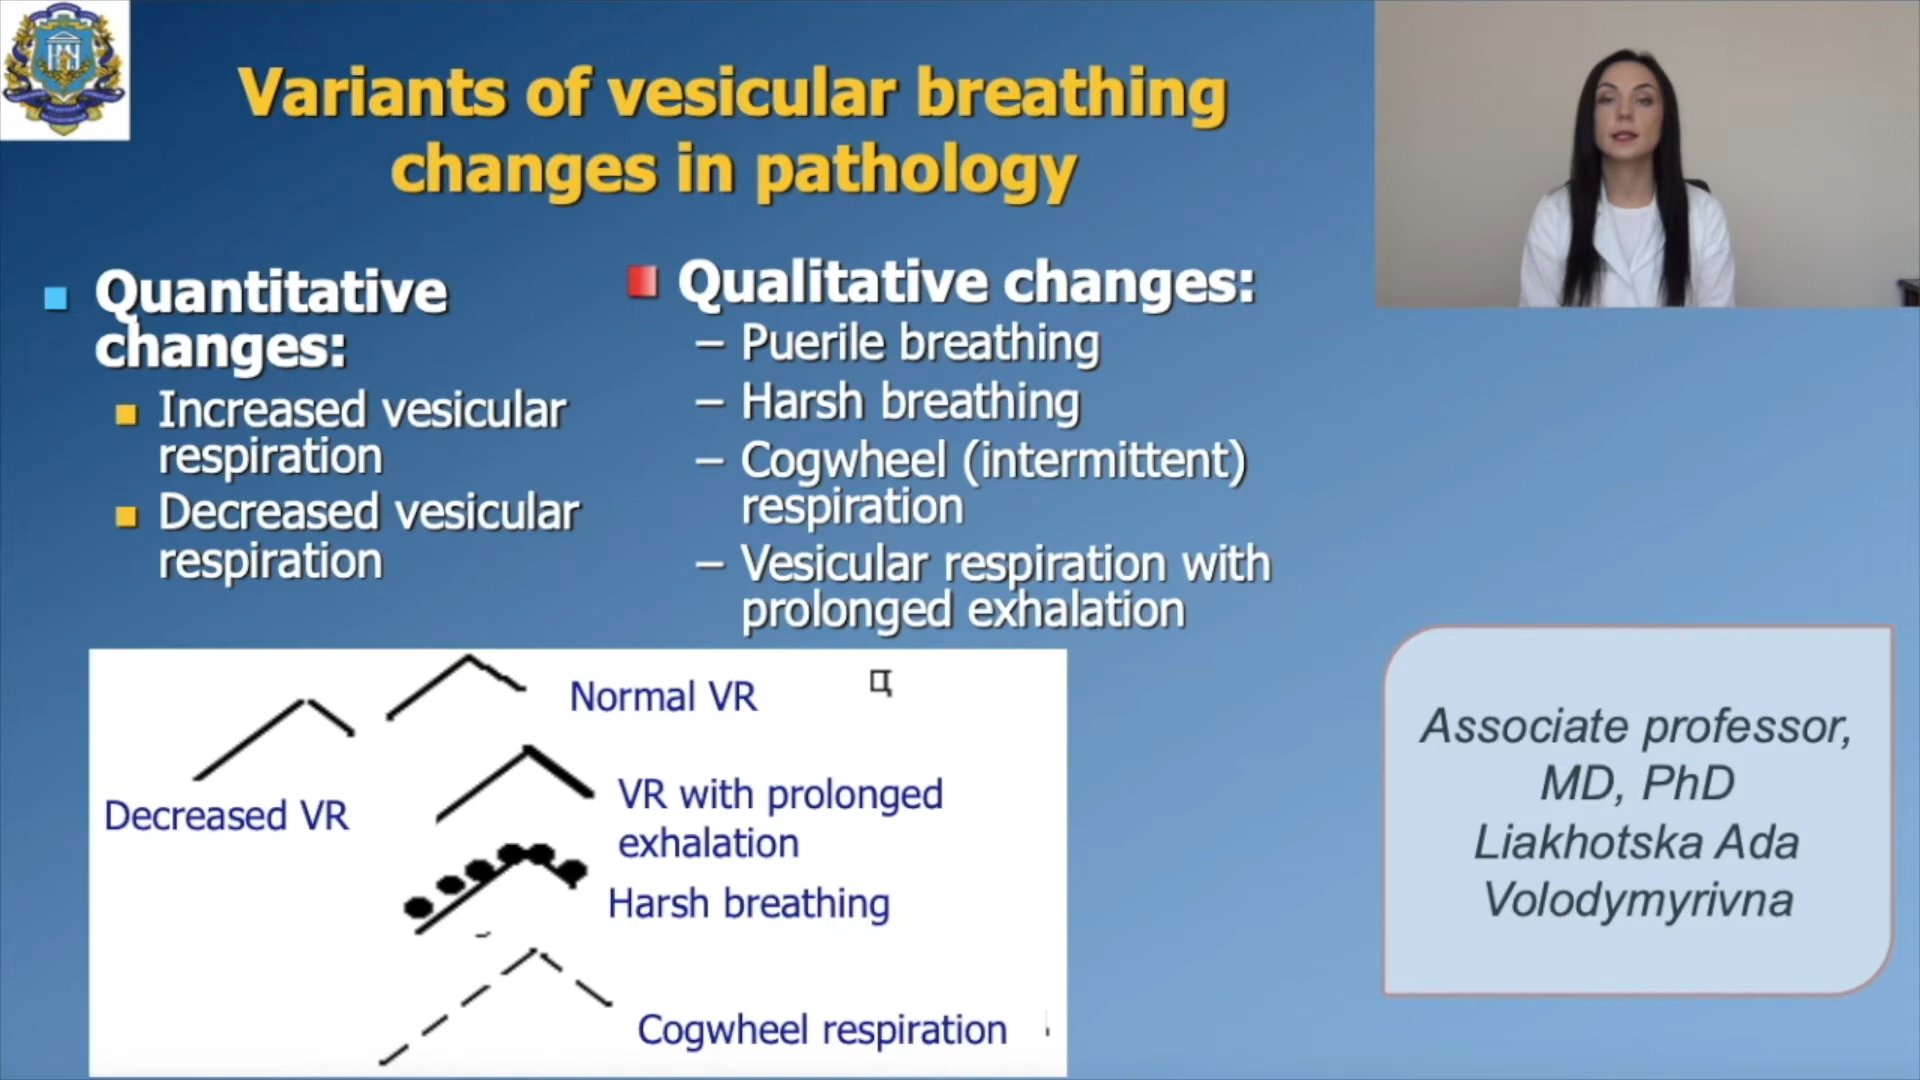 Variants of vesicular breathing
changes in pathology
Quantitative
changes:
Increased vesicular
respiration
Decreased vesicular
respiration
Qualitative changes:
– Puerile breathing
– Harsh breathing
– Cogwheel (intermittent)
respiration
– Vesicular respiration with
prolonged exhalation
Normal VR
Decreased VR
VR with prolonged
exhalation
Harsh breathing
Cogwheel respiration
Associate professor,
MD, PhD
Liakhotska Ada
Volodymyrivna